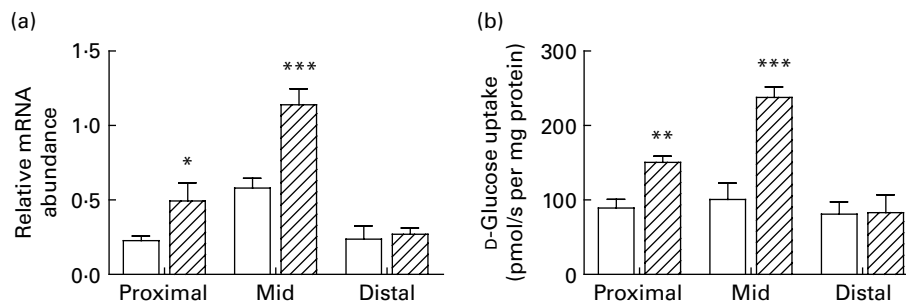 (a)
Relative mRNA
abundance
1·5
1·0
0·5
0·0
*
***
Proximal
Mid
Distal
(b)
D-Glucose uptake
(pmol/s per mg protein)
300
200
100
0
**
***
Proximal
Mid
Distal